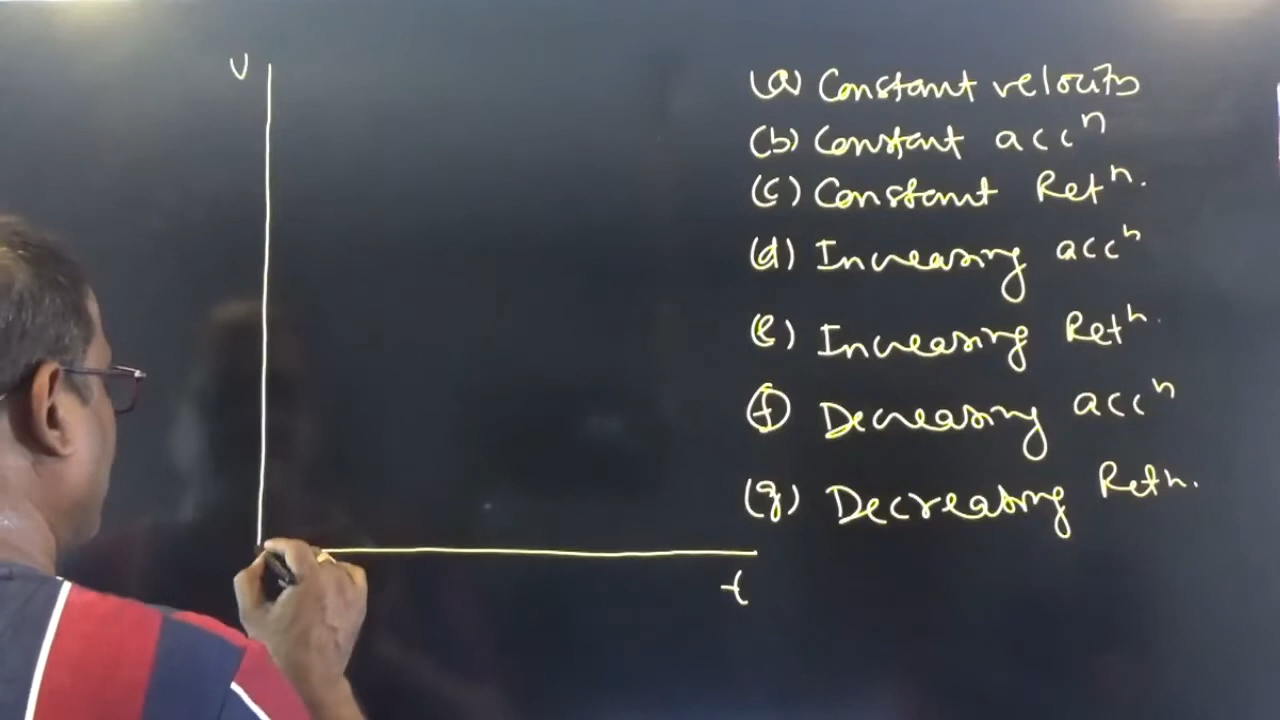 V
(a) Constant velocity
(b) Constant accⁿ
(c) Constant Retⁿ.
(d) Increasing accⁿ
(e) Increasing Retⁿ.
(f) Decreasing accⁿ
(g) Decreasing Retn.
t